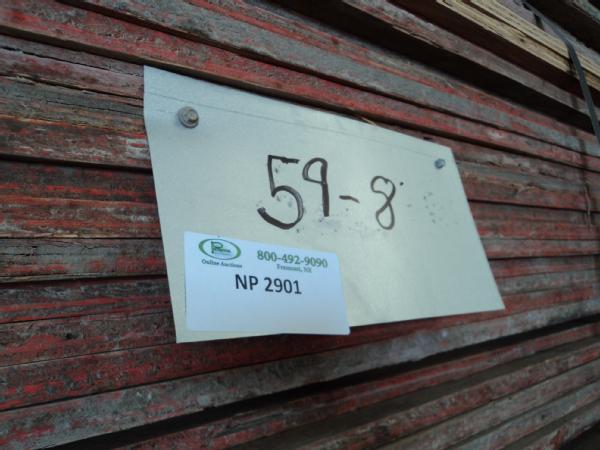 59-8
800-492-9090
Online Auctions Fremont, NE
NP 2901